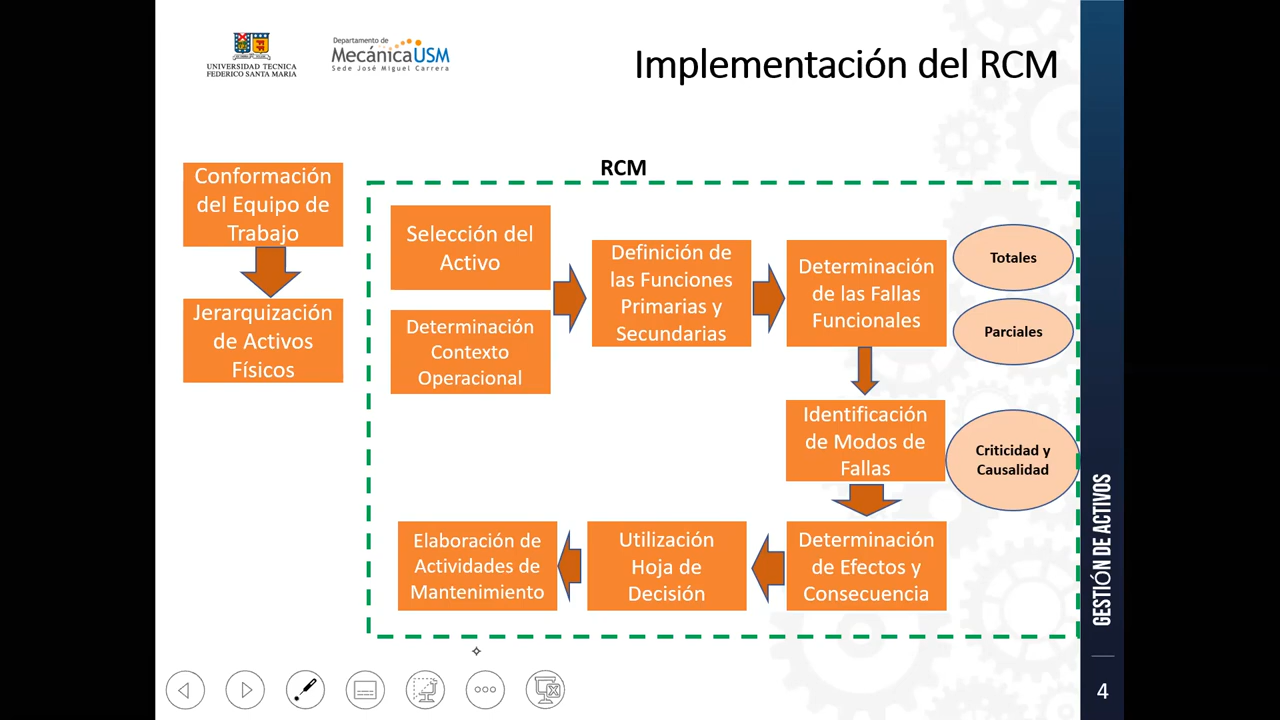 UNIVERSIDAD TECNICA
FEDERICO SANTA MARIA
Departamento de
MecánicaUSM
Sede José Miguel Carrera
Implementación del RCM
RCM
Conformación
del Equipo de
Trabajo
Jerarquización
de Activos
Físicos
Selección del
Activo
Determinación
Contexto
Operacional
Definición de
las Funciones
Primarias y
Secundarias
Determinación
de las Fallas
Funcionales
Totales
Parciales
Identificación
de Modos de
Fallas
Criticidad y
Causalidad
Determinación
de Efectos y
Consecuencia
Utilización
Hoja de
Decisión
Elaboración de
Actividades de
Mantenimiento
GESTIÓN DE ACTIVOS
4